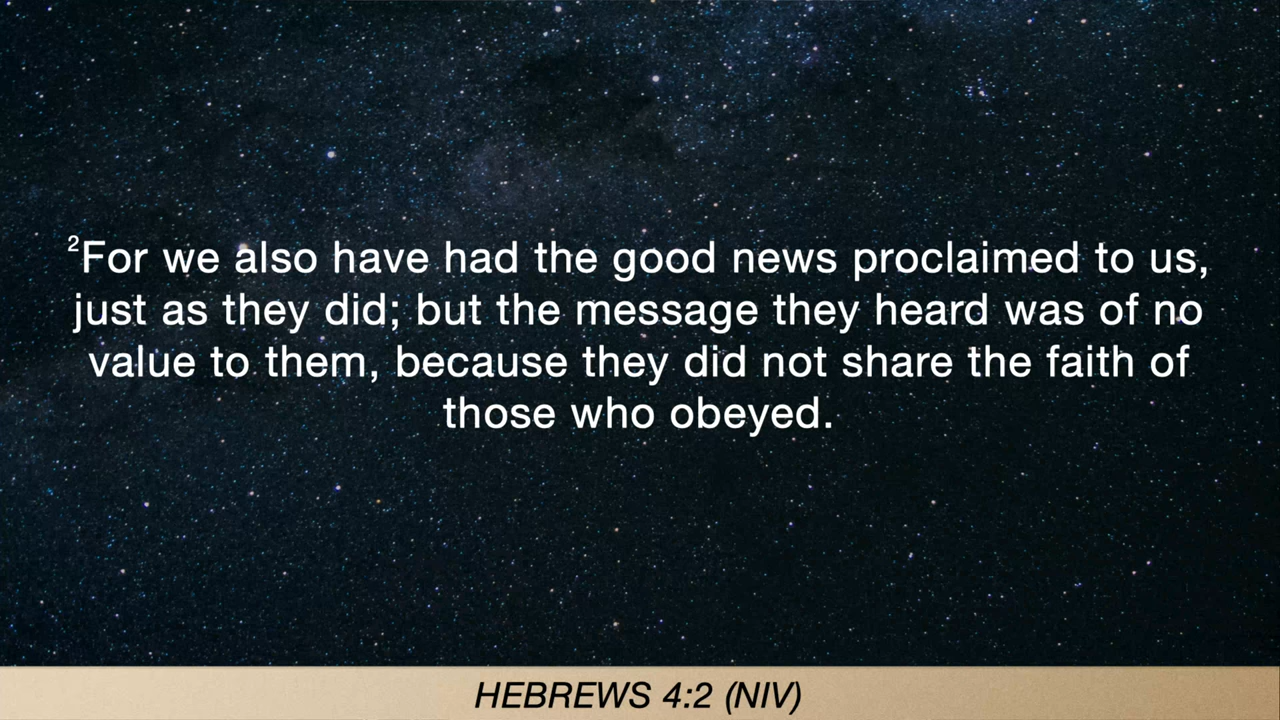 ²For we also have had the good news proclaimed to us,
just as they did; but the message they heard was of no
value to them, because they did not share the faith of
those who obeyed.
HEBREWS 4:2 (NIV)